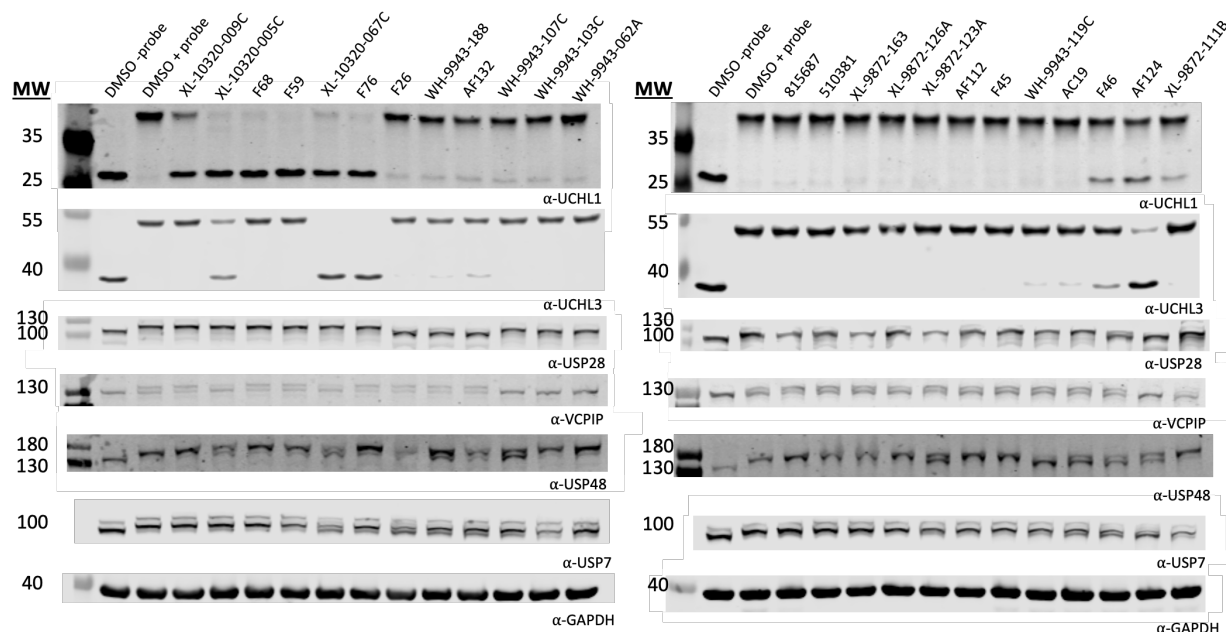 MW
DMSO -probe
DMSO + probe
XL-10320-009C
XL-10320-005C
F68
F59
XL-10320-067C
F76
F26
WH-9943-188
AF132
WH-9943-107C
WH-9943-103C
WH-9943-062A
35
25
α-UCHL1
55
40
α-UCHL3
130
100
α-USP28
130
α-VCPIP
180
130
α-USP48
100
α-USP7
40
α-GAPDH
MW
DMSO -probe
DMSO + probe
815687
510381
XL-9872-163
XL-9872-126A
XL-9872-123A
AF112
F45
WH-9943-119C
AC19
F46
AF124
XL-9872-111B
35
25
α-UCHL1
55
40
α-UCHL3
130
100
α-USP28
130
α-VCPIP
180
130
α-USP48
100
α-USP7
40
α-GAPDH